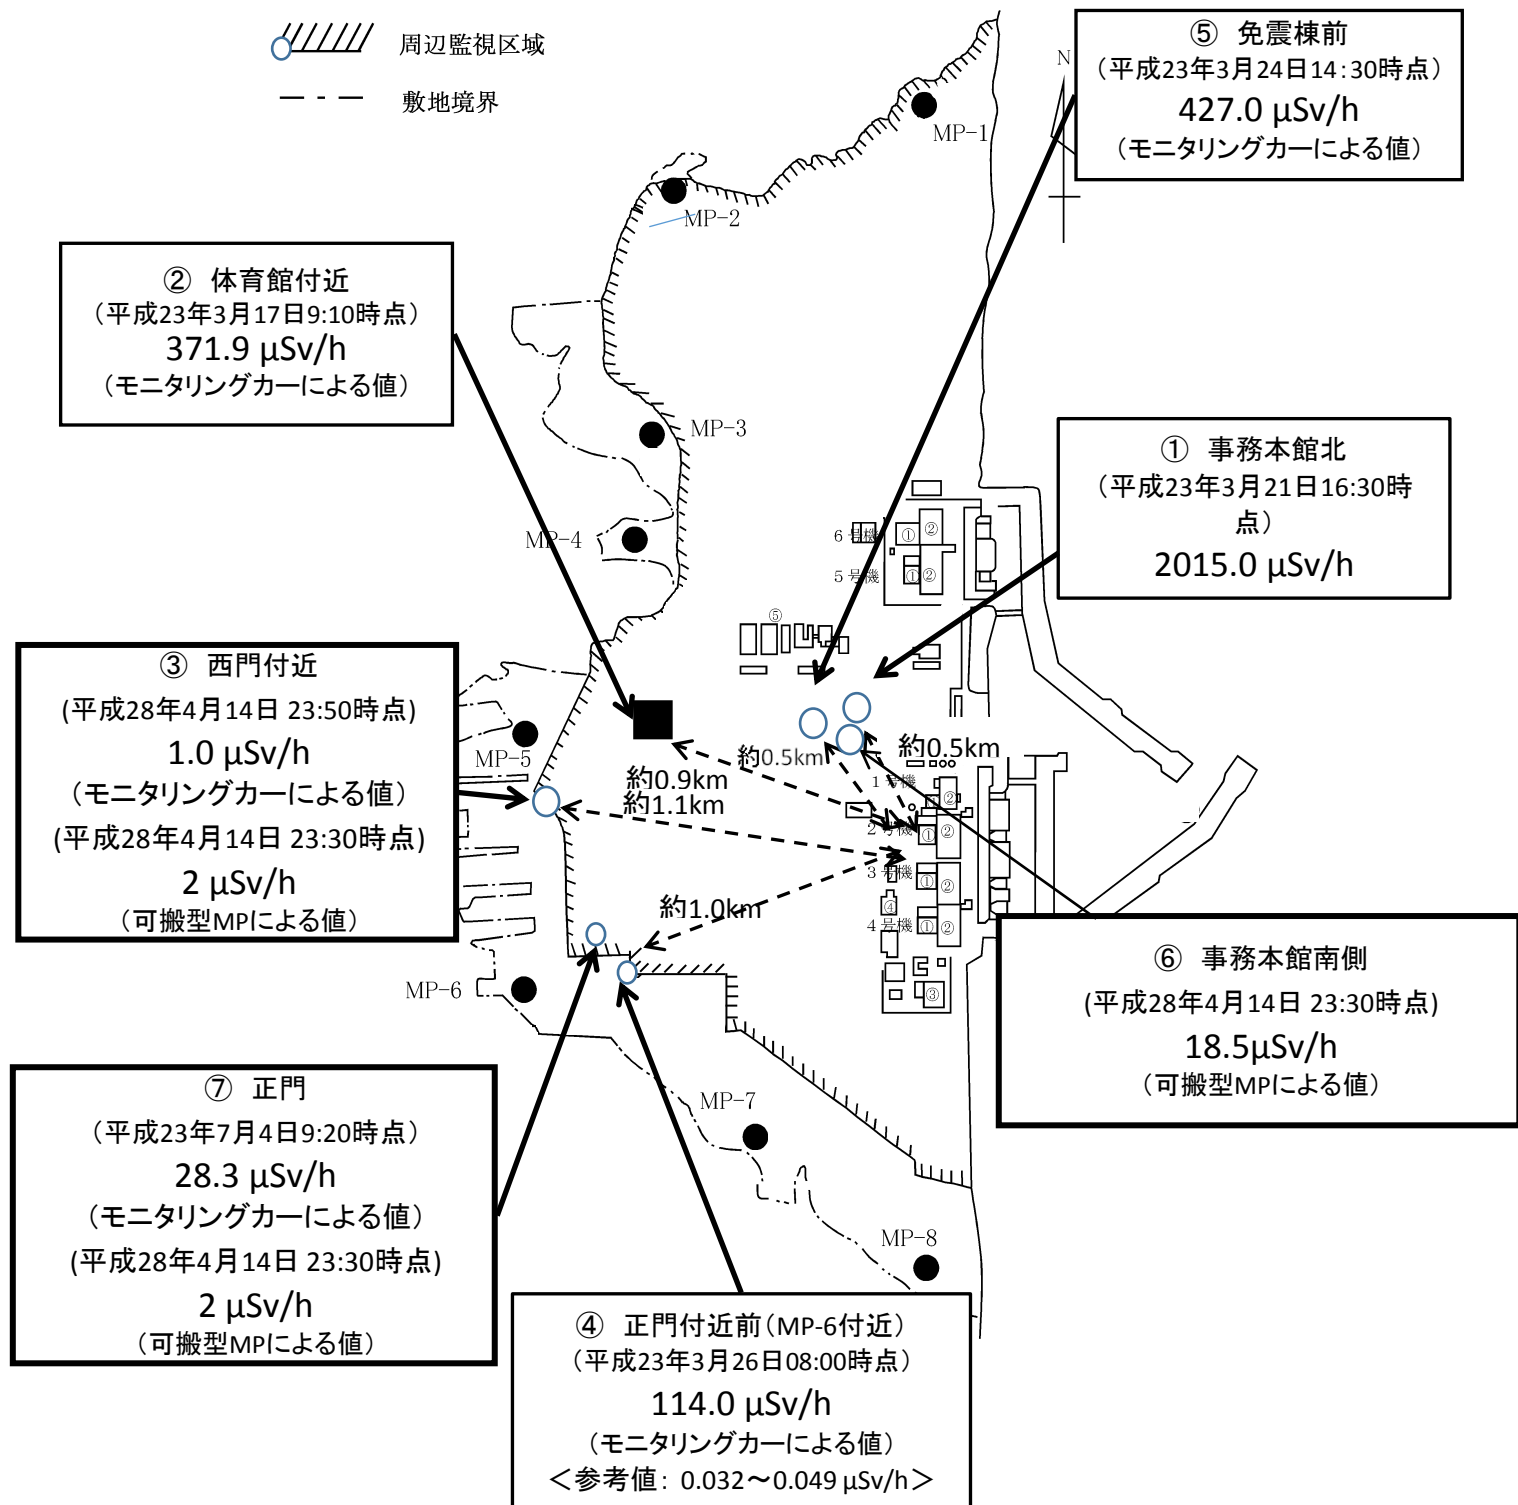 周辺監視区域
敷地境界
N
⑤ 免震棟前
（平成23年3月24日14：30時点）
427.0 μSv/h
（モニタリングカーによる値）
MP-1
MP-2
② 体育館付近
（平成23年3月17日9:10時点）
371.9 μSv/h
（モニタリングカーによる値）
MP-3
① 事務本館北
（平成23年3月21日16:30時
点）
2015.0 μSv/h
MP-4
６号機
①
②
５号機
①
②
⑤
③ 西門付近
(平成28年4月14日 23:50時点)
1.0 μSv/h
（モニタリングカーによる値）
(平成28年4月14日 23:30時点)
2 μSv/h
（可搬型MPによる値）
MP-5
約0.5km
約0.5km
約0.9km
約1.1km
１号機
①
②
２号機
①
②
３号機
①
②
約1.0km
④
４号機
①
②
③
MP-6
⑥ 事務本館南側
(平成28年4月14日 23:30時点)
18.5μSv/h
（可搬型MPによる値）
⑦ 正門
（平成23年7月4日9:20時点）
28.3 μSv/h
（モニタリングカーによる値）
(平成28年4月14日 23:30時点)
2 μSv/h
（可搬型MPによる値）
MP-7
MP-8
④ 正門付近前（MP-6付近）
（平成23年3月26日08:00時点）
114.0 μSv/h
（モニタリングカーによる値）
＜参考値： 0.032～0.049 μSv/h＞